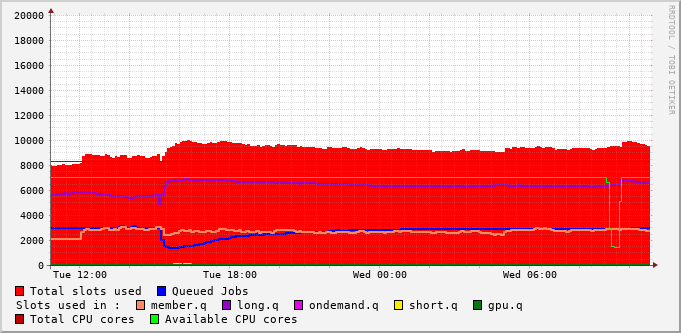 20000
18000
16000
14000
12000
10000
8000
6000
4000
2000
0
Tue 12:00 Tue 18:00 Wed 00:00 Wed 06:00
Total slots used Queued Jobs
Slots used in : member.q long.q ondemand.q short.q gpu.q
Total CPU cores Available CPU cores
RRDTOOL / TOBI OETIKER